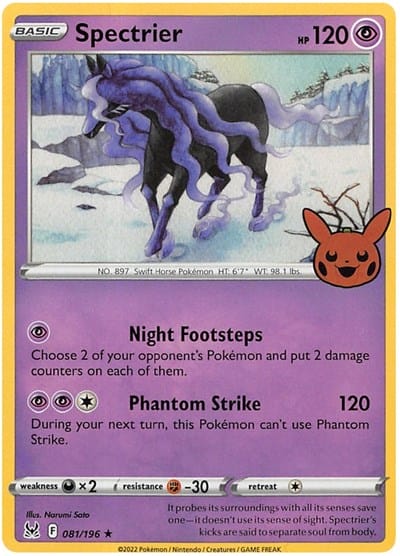 BASIC Spectrier HP 120
NO. 897 Swift Horse Pokémon HT: 6'7" WT: 98.1 lbs.
Night Footsteps
Choose 2 of your opponent's Pokémon and put 2 damage
counters on each of them.
Phantom Strike 120
During your next turn, this Pokémon can't use Phantom
Strike.
weakness ×2 resistance -30 retreat
Illus. Narumi Sato
F 081/196 ★
It probes its surroundings with all its senses save
one—it doesn't use its sense of sight. Spectrier's
kicks are said to separate soul from body.
©2022 Pokémon / Nintendo / Creatures / GAME FREAK